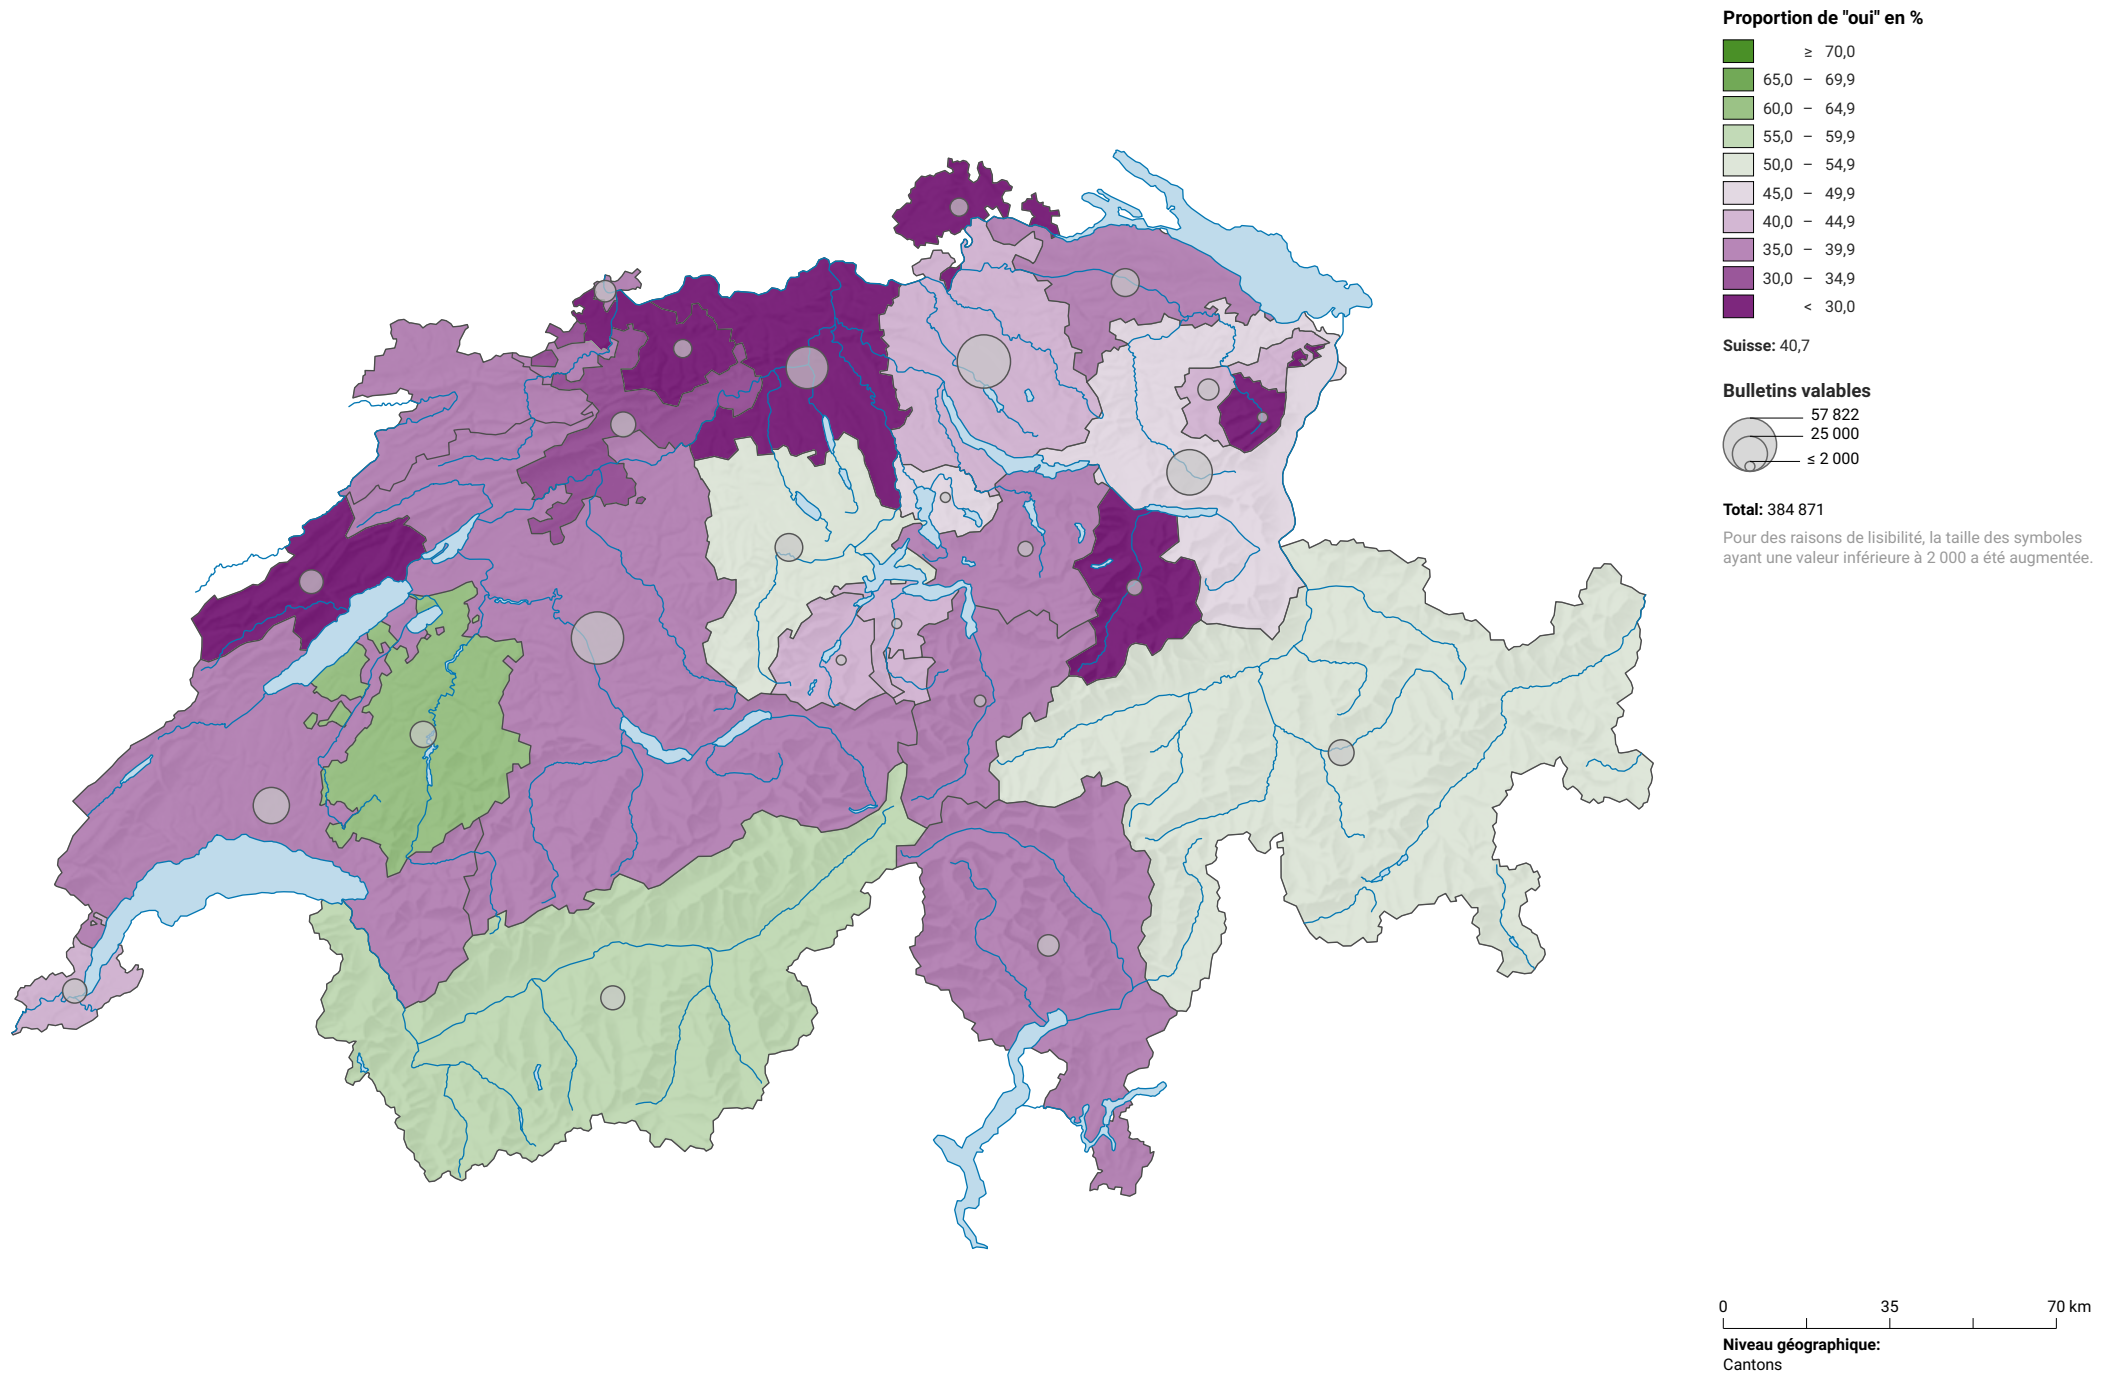 Proportion de "oui" en %
≥ 70,0
65,0 – 69,9
60,0 – 64,9
55,0 – 59,9
50,0 – 54,9
45,0 – 49,9
40,0 – 44,9
35,0 – 39,9
30,0 – 34,9
< 30,0
Suisse: 40,7
Bulletins valables
57 822
25 000
≤ 2 000
Total: 384 871
Pour des raisons de lisibilité, la taille des symboles
ayant une valeur inférieure à 2 000 a été augmentée.
0 35 70 km
Niveau géographique:
Cantons